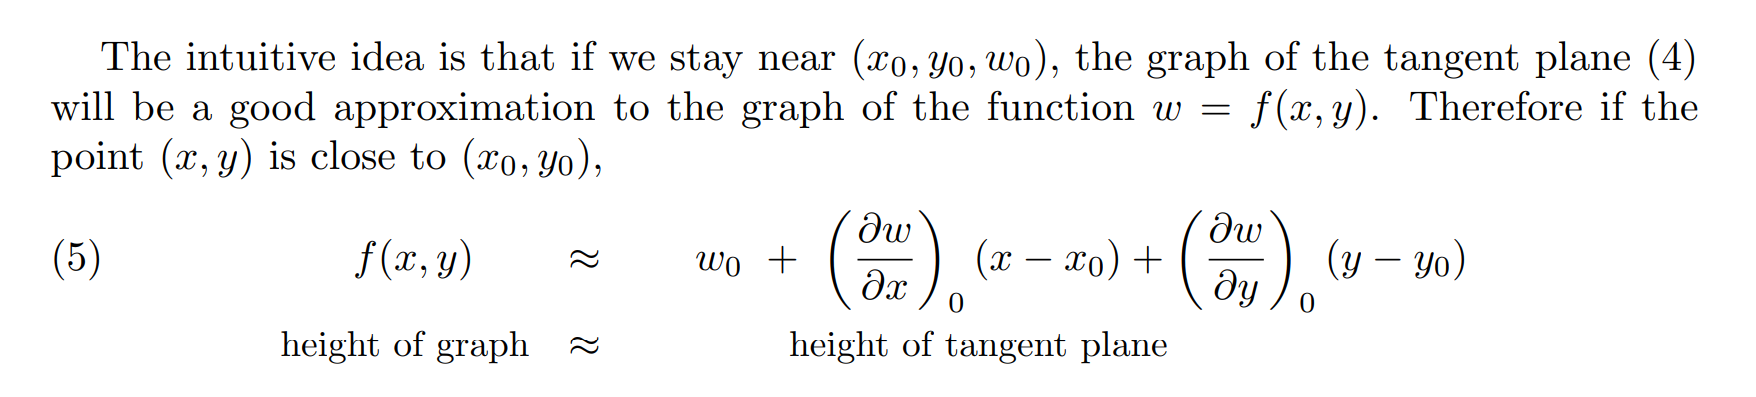 The intuitive idea is that if we stay near (x₀, y₀, w₀), the graph of the tangent plane (4)
will be a good approximation to the graph of the function w = f(x, y). Therefore if the
point (x, y) is close to (x₀, y₀),
(5) f(x, y) ≈ w₀ + (∂w/∂x)₀ (x − x₀) + (∂w/∂y)₀ (y − y₀)
height of graph ≈ height of tangent plane